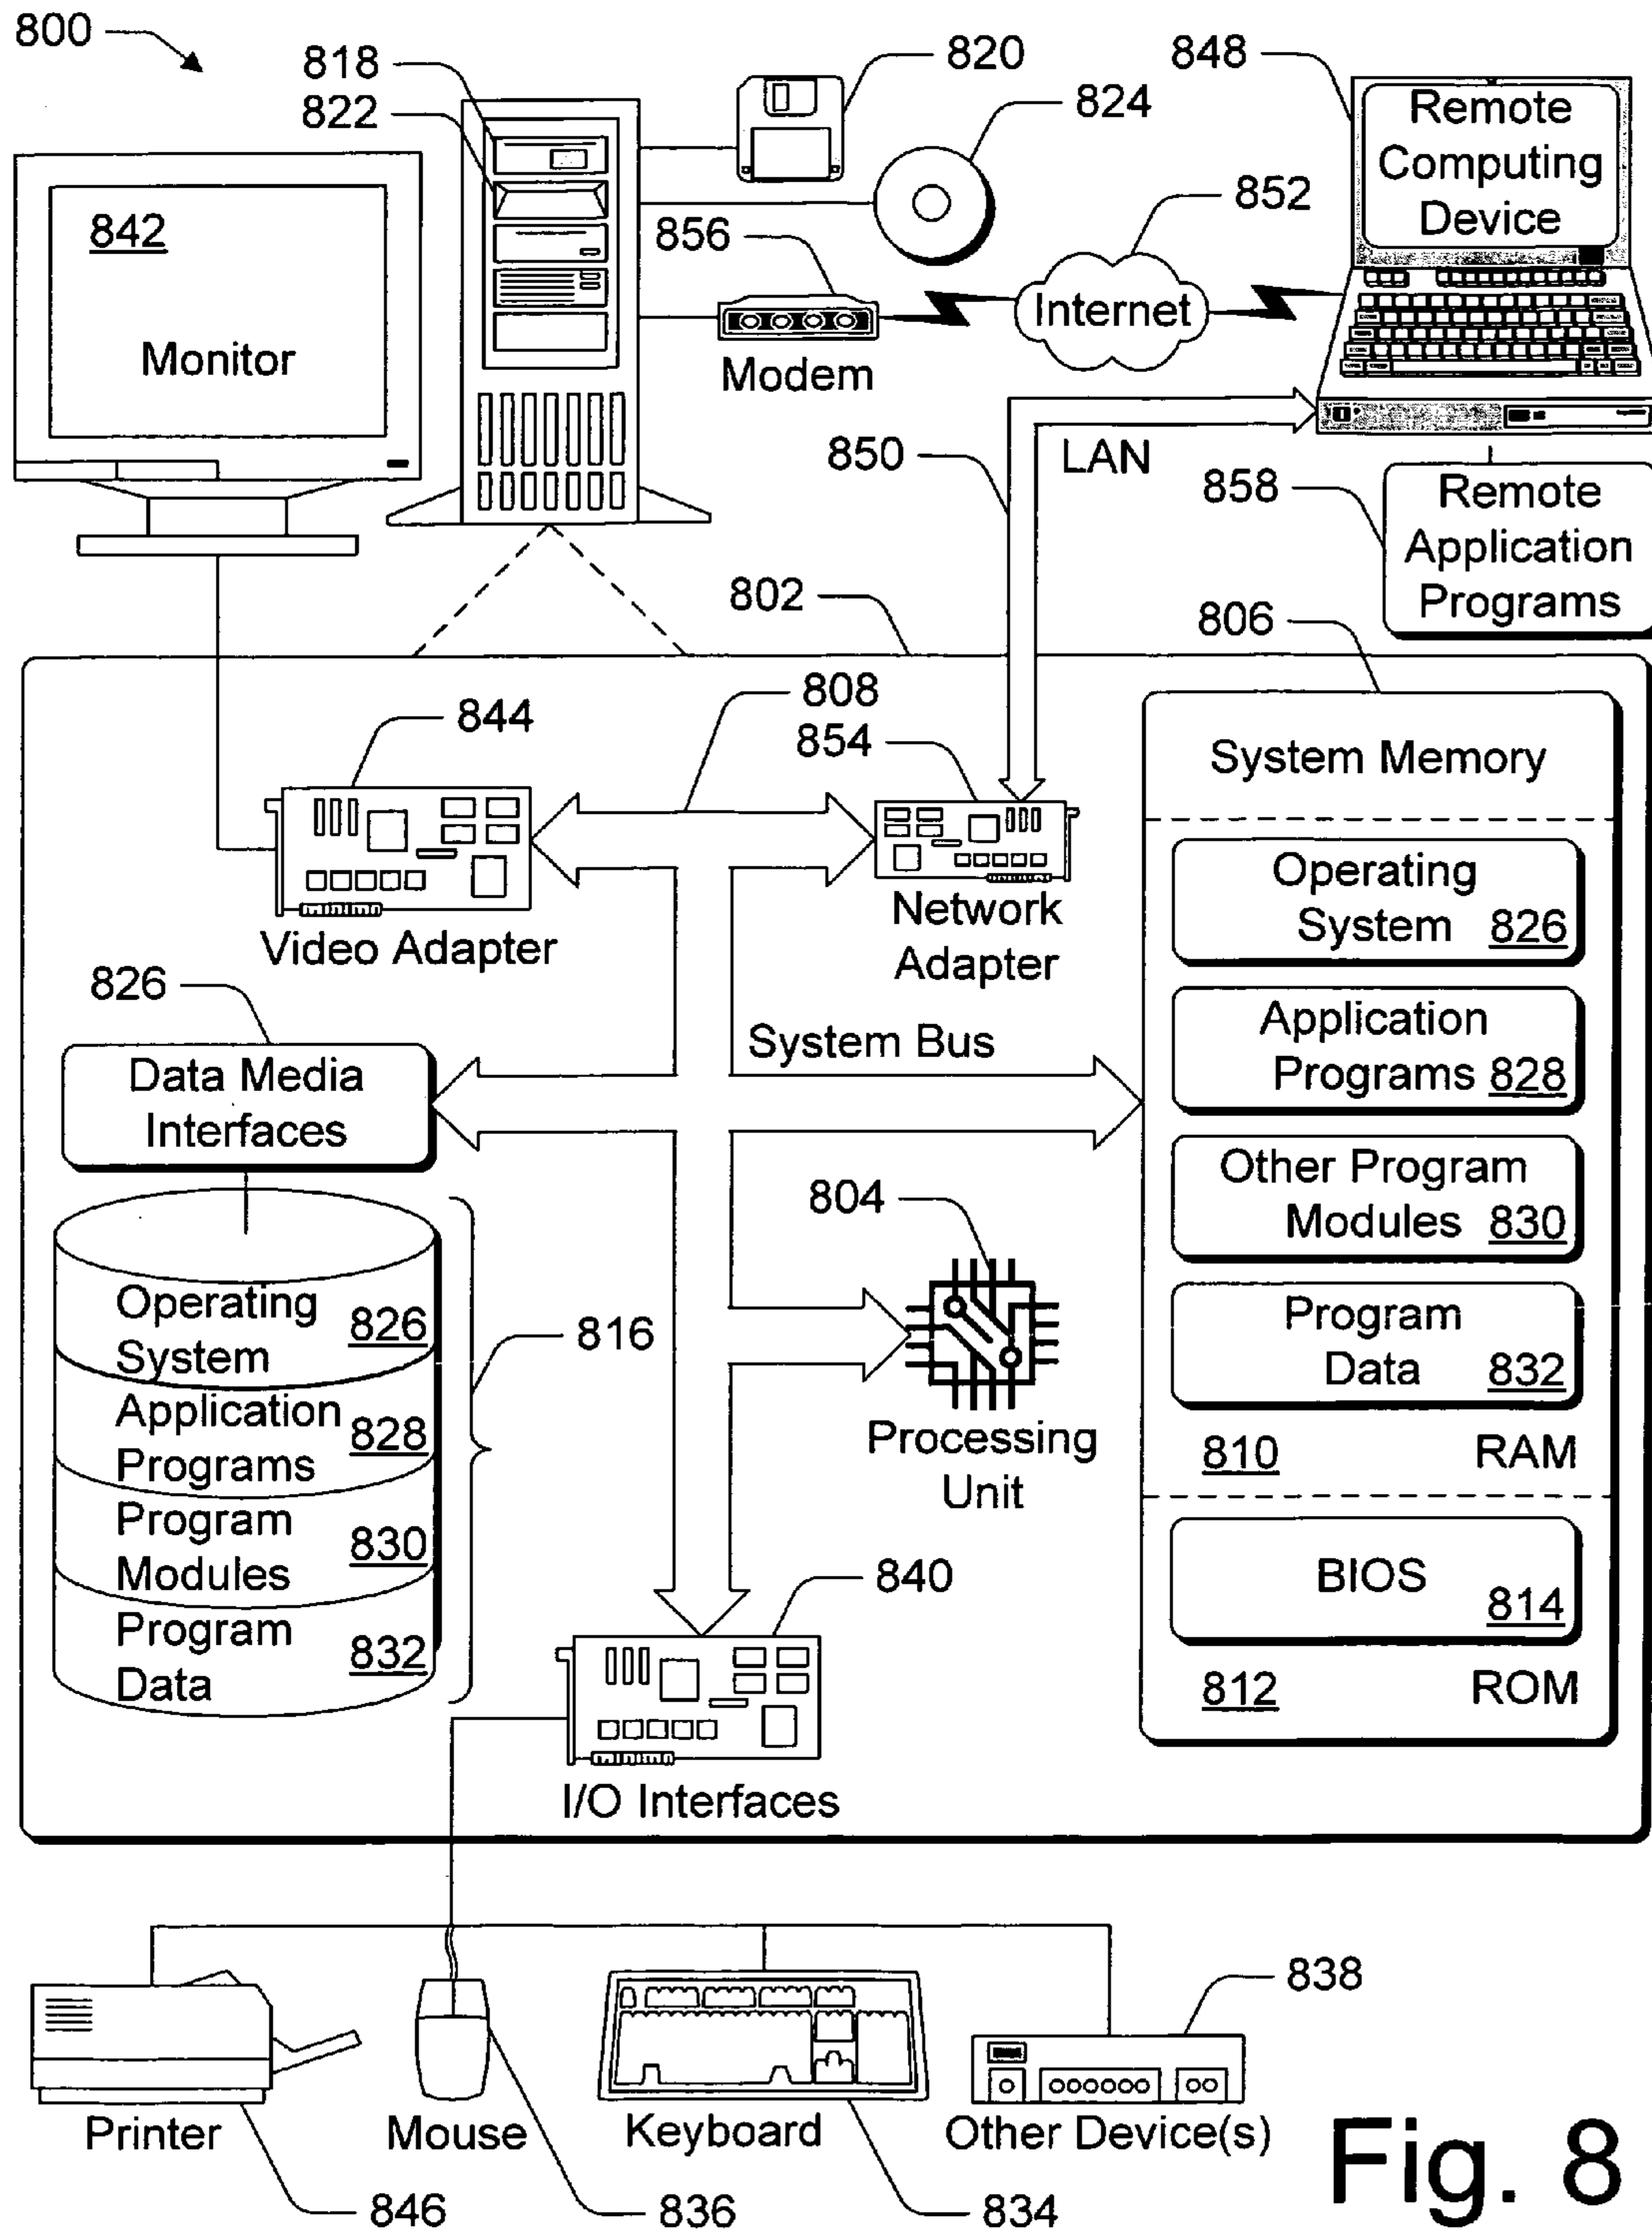 800
818
822
820
824
848
Remote
Computing
Device
842
Monitor
856
Modem
852
Internet
850
LAN
858
Remote
Application
Programs
802
806
844
Video Adapter
808
854
Network
Adapter
System Memory
Operating
System 826
Application
Programs 828
Other Program
Modules 830
Program
Data 832
810 RAM
BIOS
814
812 ROM
826
Data Media
Interfaces
System Bus
804
Processing
Unit
Operating
System 826
Application
Programs 828
Program
Modules 830
Program
Data 832
816
840
I/O Interfaces
838
Printer
Mouse
Keyboard
Other Device(s)
846
836
834
Fig. 8